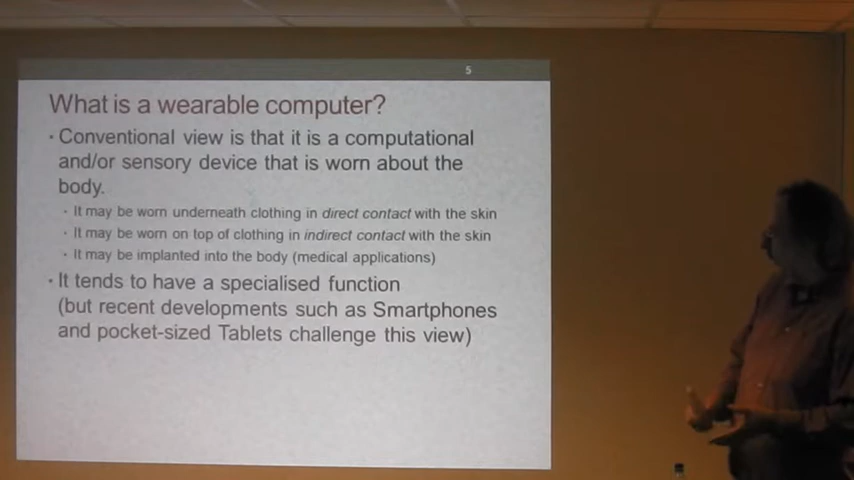 5
What is a wearable computer?
• Conventional view is that it is a computational
and/or sensory device that is worn about the
body.
• It may be worn underneath clothing in direct contact with the skin
• It may be worn on top of clothing in indirect contact with the skin
• It may be implanted into the body (medical applications)
• It tends to have a specialised function
(but recent developments such as Smartphones
and pocket-sized Tablets challenge this view)